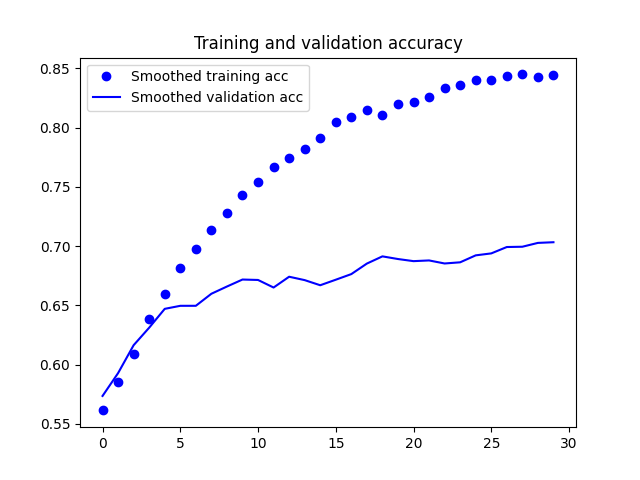 Training and validation accuracy
Smoothed training acc
Smoothed validation acc
0.85
0.80
0.75
0.70
0.65
0.60
0.55
0 5 10 15 20 25 30